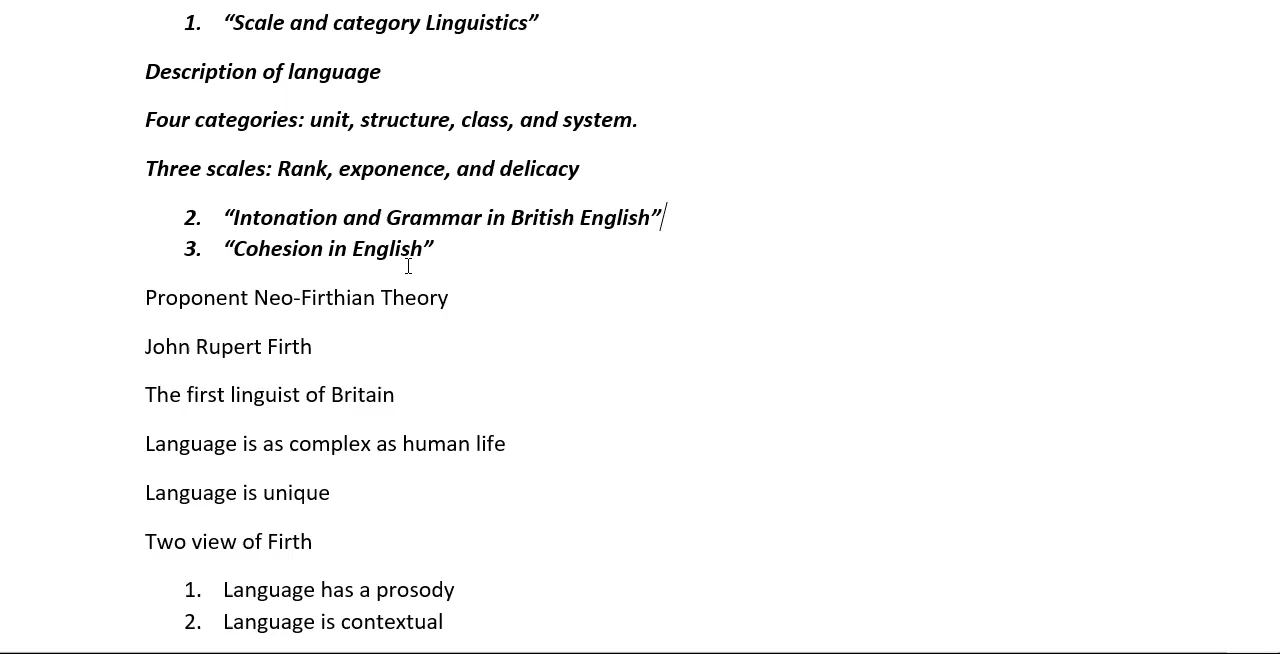 1. “Scale and category Linguistics”
Description of language
Four categories: unit, structure, class, and system.
Three scales: Rank, exponence, and delicacy
2. “Intonation and Grammar in British English”
3. “Cohesion in English”
Proponent Neo-Firthian Theory
John Rupert Firth
The first linguist of Britain
Language is as complex as human life
Language is unique
Two view of Firth
1. Language has a prosody
2. Language is contextual